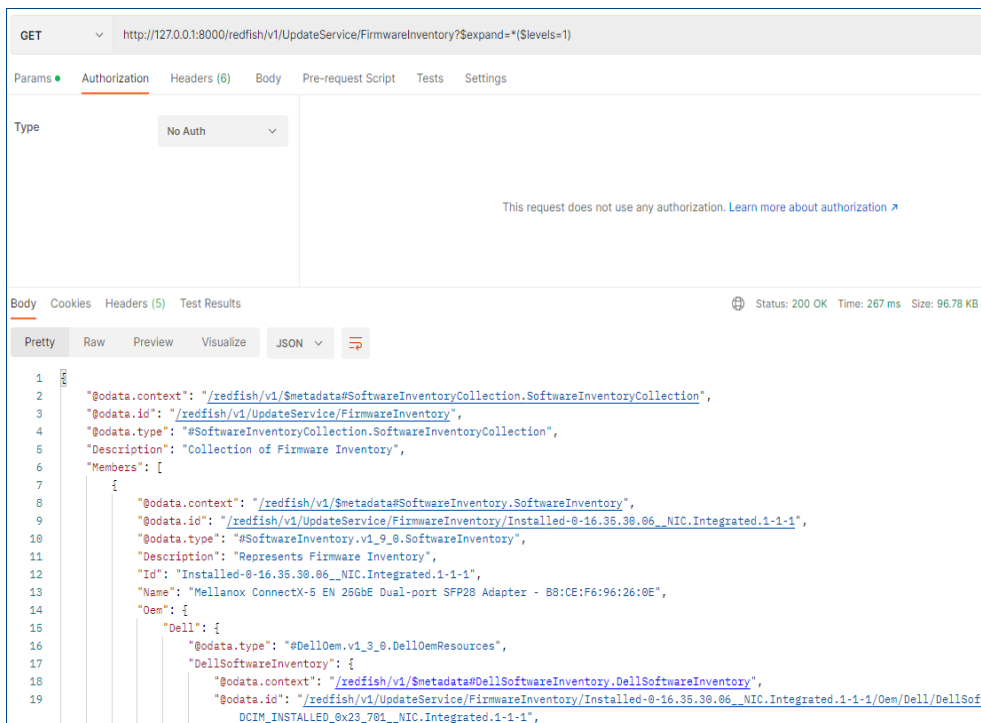 GET http://127.0.0.1:8000/redfish/v1/UpdateService/FirmwareInventory?$expand=*($levels=1)
Params Authorization Headers (6) Body Pre-request Script Tests Settings
Type No Auth
This request does not use any authorization. Learn more about authorization ↗
Body Cookies Headers (5) Test Results Status: 200 OK Time: 267 ms Size: 96.78 KB
Pretty Raw Preview Visualize JSON
1 {
2 "@odata.context": "/redfish/v1/$metadata#SoftwareInventoryCollection.SoftwareInventoryCollection",
3 "@odata.id": "/redfish/v1/UpdateService/FirmwareInventory",
4 "@odata.type": "#SoftwareInventoryCollection.SoftwareInventoryCollection",
5 "Description": "Collection of Firmware Inventory",
6 "Members": [
7 {
8 "@odata.context": "/redfish/v1/$metadata#SoftwareInventory.SoftwareInventory",
9 "@odata.id": "/redfish/v1/UpdateService/FirmwareInventory/Installed-0-16.35.30.06__NIC.Integrated.1-1-1",
10 "@odata.type": "#SoftwareInventory.v1_9_0.SoftwareInventory",
11 "Description": "Represents Firmware Inventory",
12 "Id": "Installed-0-16.35.30.06__NIC.Integrated.1-1-1",
13 "Name": "Mellanox ConnectX-5 EN 25GbE Dual-port SFP28 Adapter - B8:CE:F6:96:26:0E",
14 "Oem": {
15 "Dell": {
16 "@odata.type": "#DellOem.v1_3_0.DellOemResources",
17 "DellSoftwareInventory": {
18 "@odata.context": "/redfish/v1/$metadata#DellSoftwareInventory.DellSoftwareInventory",
19 "@odata.id": "/redfish/v1/UpdateService/FirmwareInventory/Installed-0-16.35.30.06__NIC.Integrated.1-1-1/Oem/Dell/DellSof
DCIM_INSTALLED_0x23_701__NIC.Integrated.1-1-1",